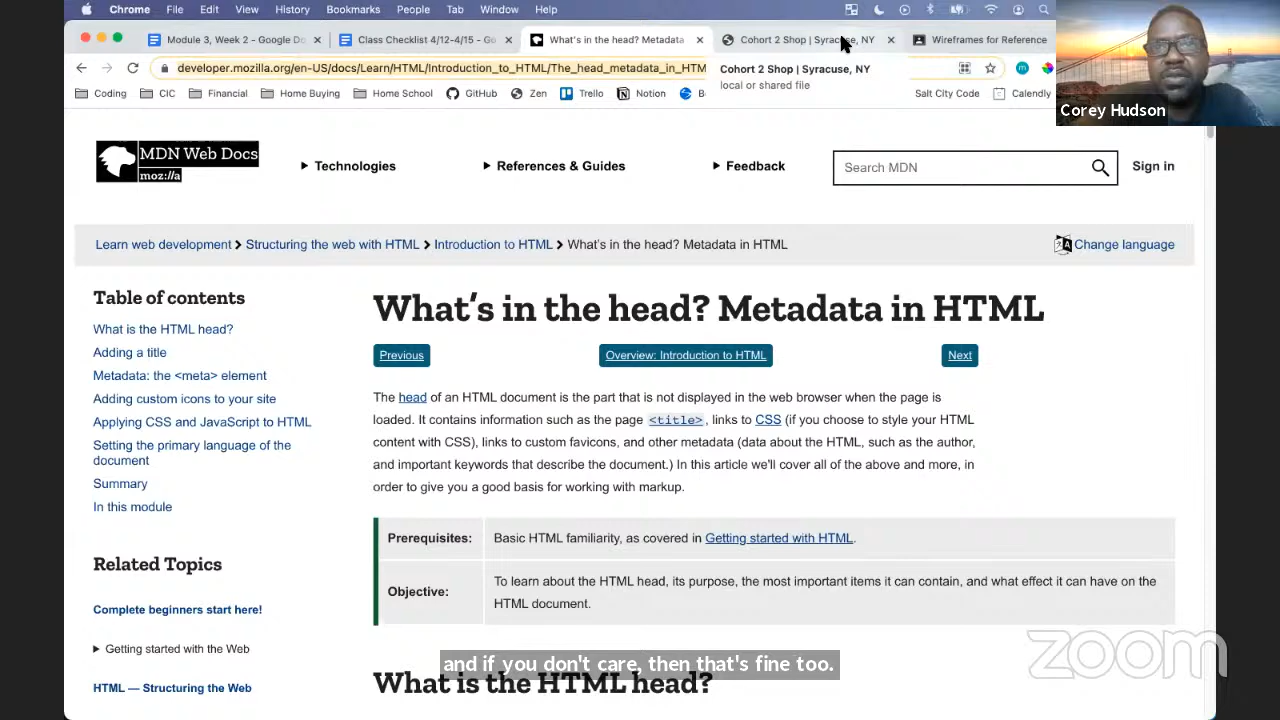 Chrome File Edit View History Bookmarks People Tab Window Help
Module 3, Week 2 - Google Do
Class Checklist 4/12-4/15 - Go
What's in the head? Metadata
Cohort 2 Shop | Syracuse, NY
Wireframes for Reference
developer.mozilla.org/en-US/docs/Learn/HTML/Introduction_to_HTML/The_head_metadata_in_HTM
Cohort 2 Shop | Syracuse, NY
local or shared file
Coding CIC Financial Home Buying Home School GitHub Zen Trello Notion B Salt City Code Calendly
Corey Hudson
MDN Web Docs
moz://a
Technologies
References & Guides
Feedback
Search MDN
Sign in
Learn web development Structuring the web with HTML Introduction to HTML What's in the head? Metadata in HTML
Change language
Table of contents
What is the HTML head?
Adding a title
Metadata: the <meta> element
Adding custom icons to your site
Applying CSS and JavaScript to HTML
Setting the primary language of the
document
Summary
In this module
Related Topics
Complete beginners start here!
Getting started with the Web
HTML — Structuring the Web
What's in the head? Metadata in HTML
Previous
Overview: Introduction to HTML
Next
The head of an HTML document is the part that is not displayed in the web browser when the page is
loaded. It contains information such as the page <title>, links to CSS (if you choose to style your HTML
content with CSS), links to custom favicons, and other metadata (data about the HTML, such as the author,
and important keywords that describe the document.) In this article we'll cover all of the above and more, in
order to give you a good basis for working with markup.
Prerequisites: Basic HTML familiarity, as covered in Getting started with HTML.
Objective: To learn about the HTML head, its purpose, the most important items it can contain, and what effect it can have on the
HTML document.
and if you don't care, then that's fine too.
What is the HTML head?
zoom